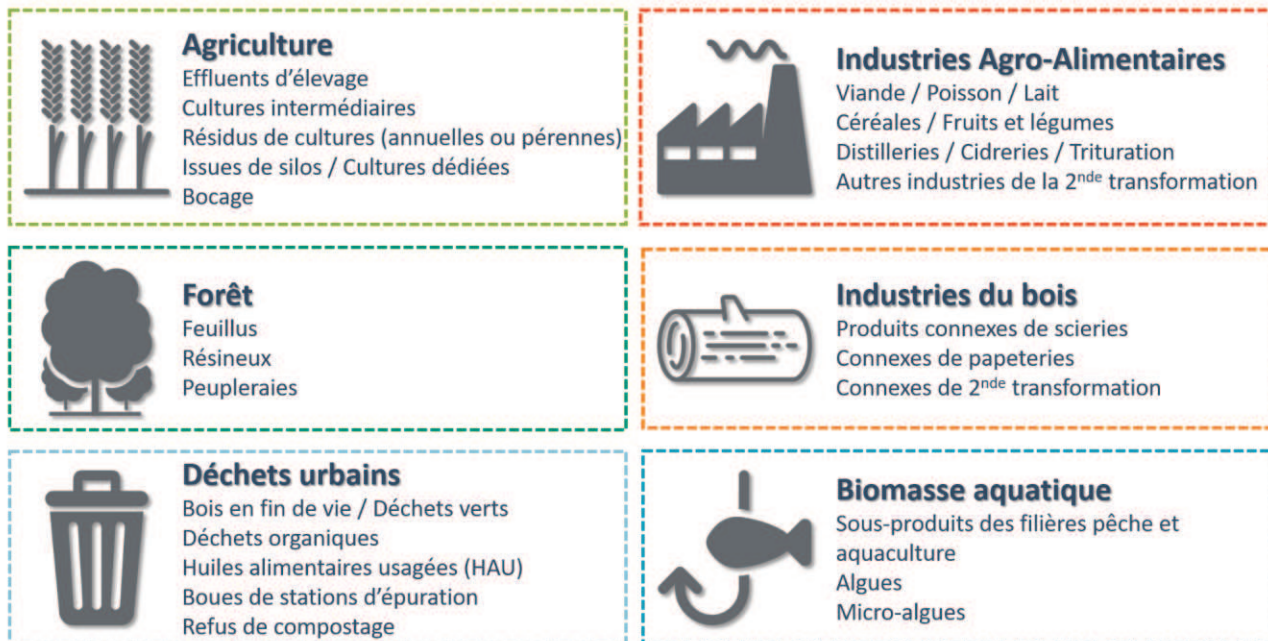 Agriculture
Effluents d'élevage
Cultures intermédiaires
Résidus de cultures (annuelles ou pérennes)
Issues de silos / Cultures dédiées
Bocage
Industries Agro-Alimentaires
Viande / Poisson / Lait
Céréales / Fruits et légumes
Distilleries / Cidreries / Trituration
Autres industries de la 2nde transformation
Forêt
Feuillus
Résineux
Peupleraies
Industries du bois
Produits connexes de scieries
Connexes de papeteries
Connexes de 2nde transformation
Déchets urbains
Bois en fin de vie / Déchets verts
Déchets organiques
Huiles alimentaires usagées (HAU)
Boues de stations d'épuration
Refus de compostage
Biomasse aquatique
Sous-produits des filières pêche et
aquaculture
Algues
Micro-algues